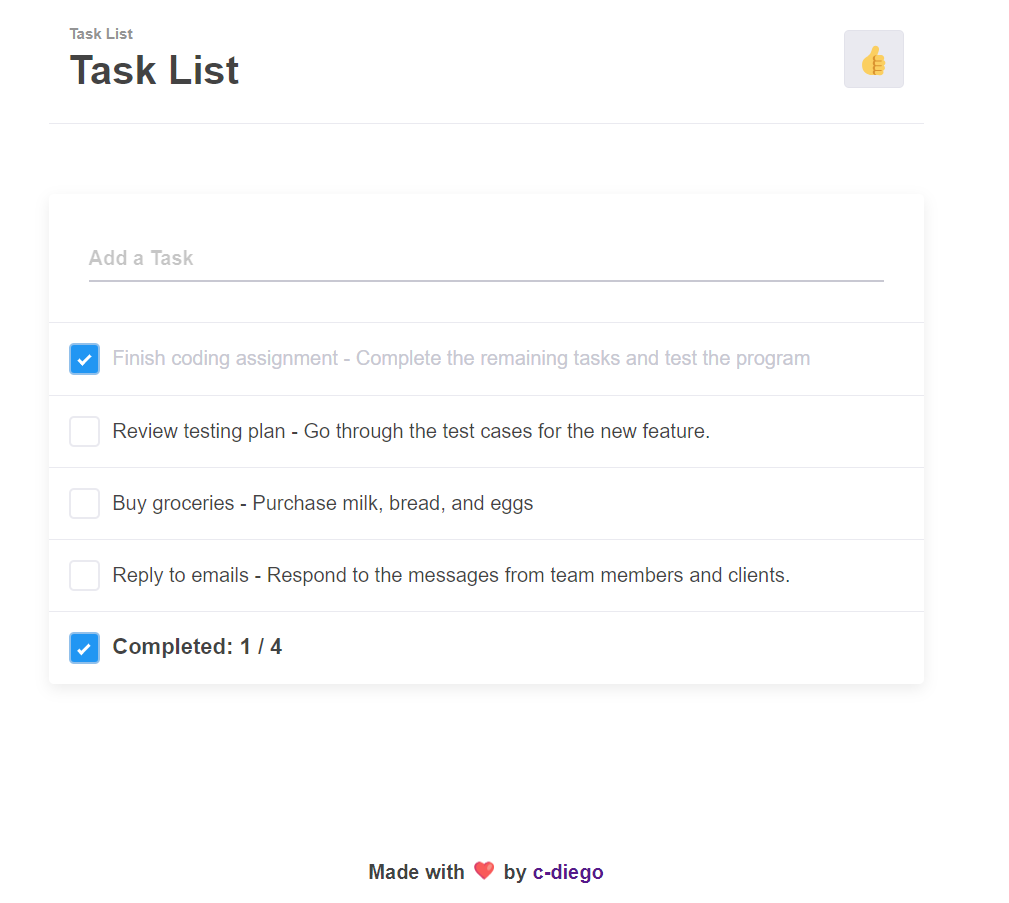 Task List
Task List
Add a Task
Finish coding assignment - Complete the remaining tasks and test the program
Review testing plan - Go through the test cases for the new feature.
Buy groceries - Purchase milk, bread, and eggs
Reply to emails - Respond to the messages from team members and clients.
Completed: 1 / 4
Made with ❤️ by c-diego